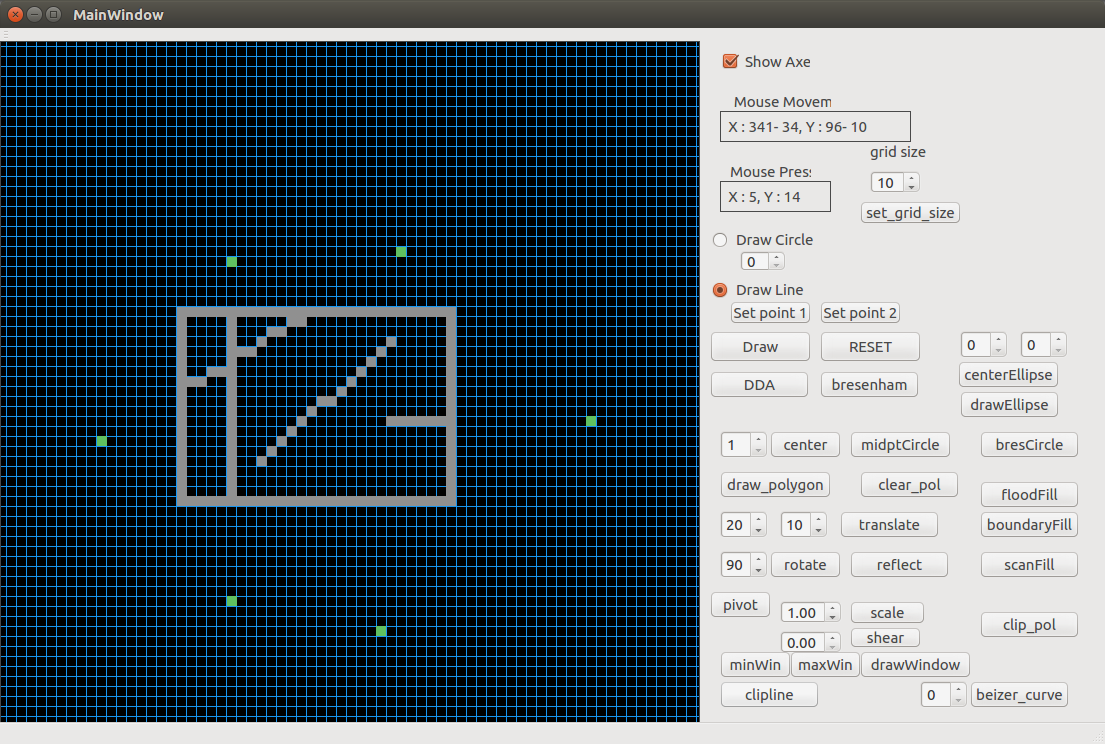 MainWindow
Show Axe
Mouse Movem
X : 341- 34, Y : 96- 10
grid size
Mouse Press
10
X : 5, Y : 14
set_grid_size
Draw Circle
0
Draw Line
Set point 1 Set point 2
Draw RESET 0 0
centerEllipse
DDA bresenham
drawEllipse
1 center midptCircle bresCircle
draw_polygon clear_pol
floodFill
20 10 translate boundaryFill
90 rotate reflect scanFill
pivot
1.00 scale
clip_pol
0.00 shear
minWin maxWin drawWindow
clipline 0 beizer_curve